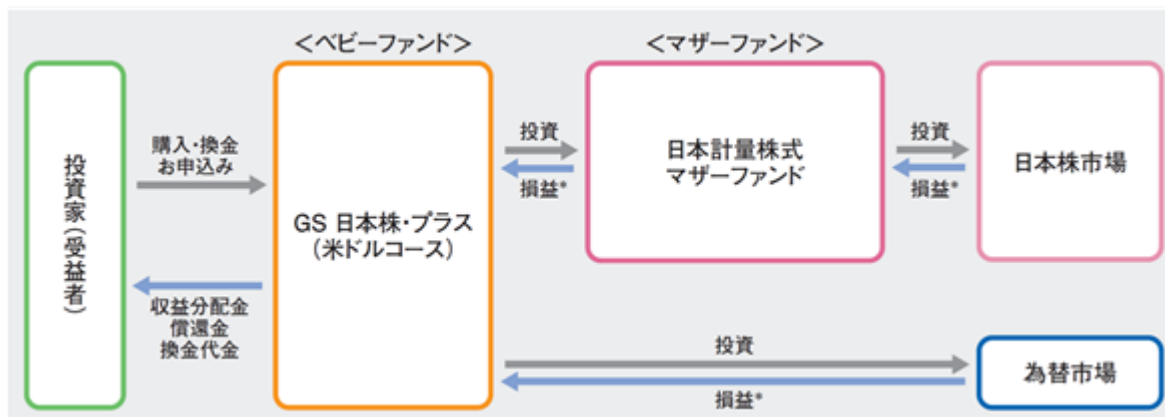 <ベビーファンド>
<マザーファンド>
投資家(受益者)
購入・換金
お申込み
収益分配金
償還金
換金代金
GS 日本株・プラス
(米ドルコース)
投資
損益*
日本計量株式
マザーファンド
投資
損益*
日本株市場
投資
損益*
為替市場